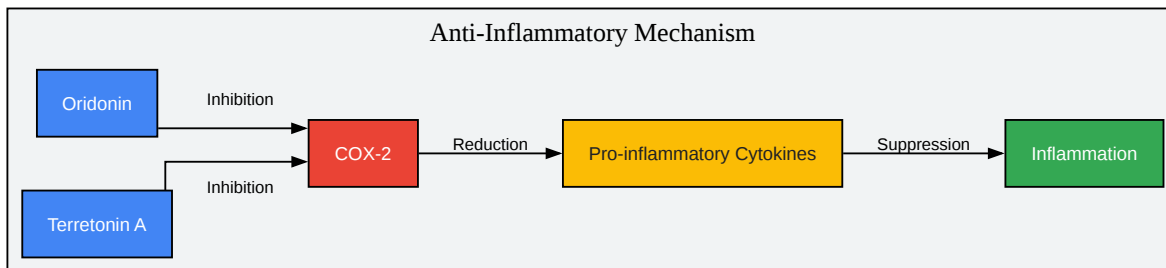 Anti-Inflammatory Mechanism
Oridonin
Inhibition
COX-2
Reduction
Pro-inflammatory Cytokines
Suppression
Inflammation
Inhibition
Terretonin A